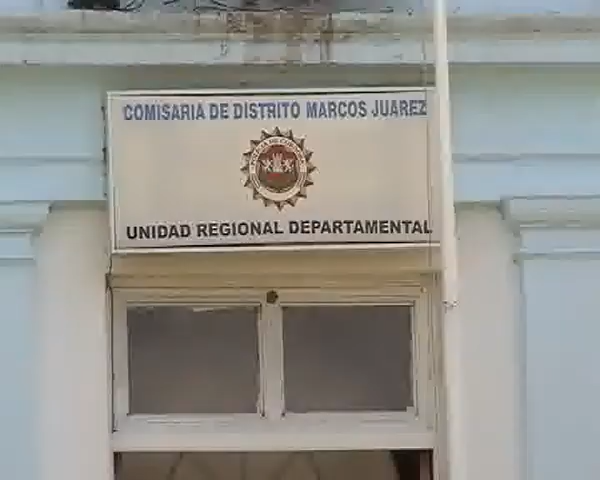 COMISARIA DE DISTRITO MARCOS JUAREZ
UNIDAD REGIONAL DEPARTAMENTAL